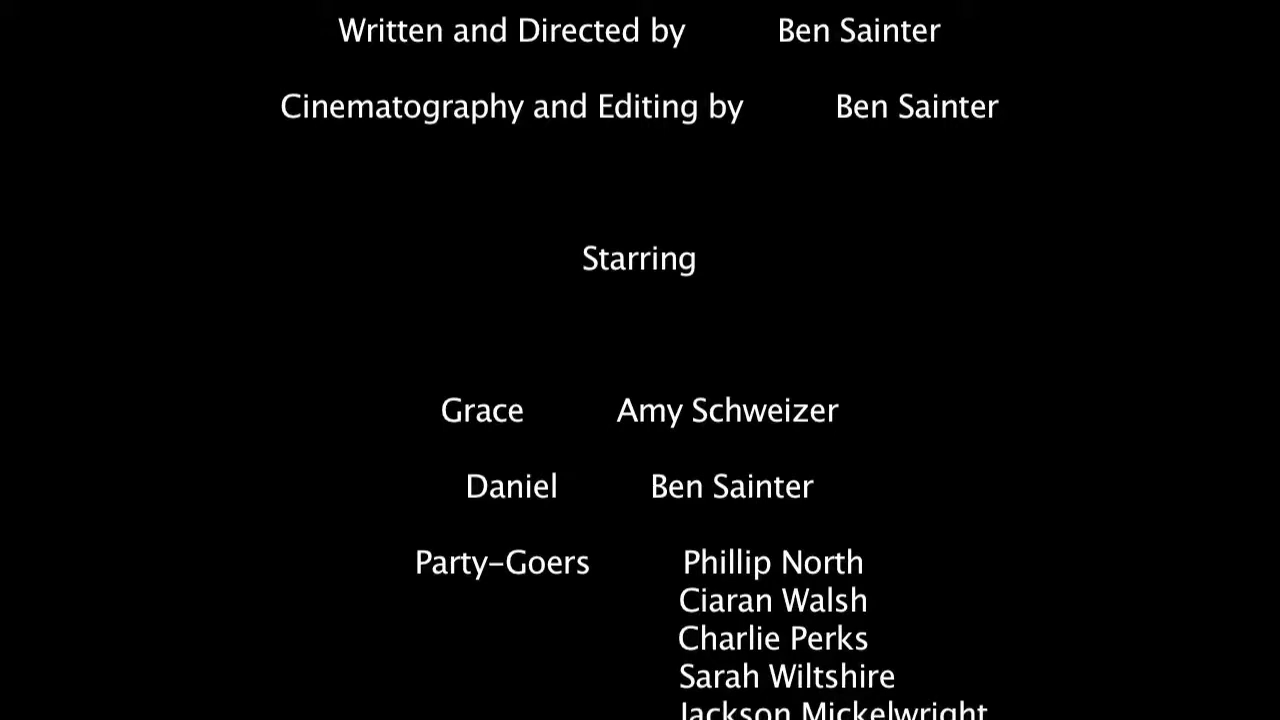 Written and Directed by Ben Sainter
Cinematography and Editing by Ben Sainter
Starring
Grace Amy Schweizer
Daniel Ben Sainter
Party-Goers Phillip North
Ciaran Walsh
Charlie Perks
Sarah Wiltshire
Jackson Mickelwright